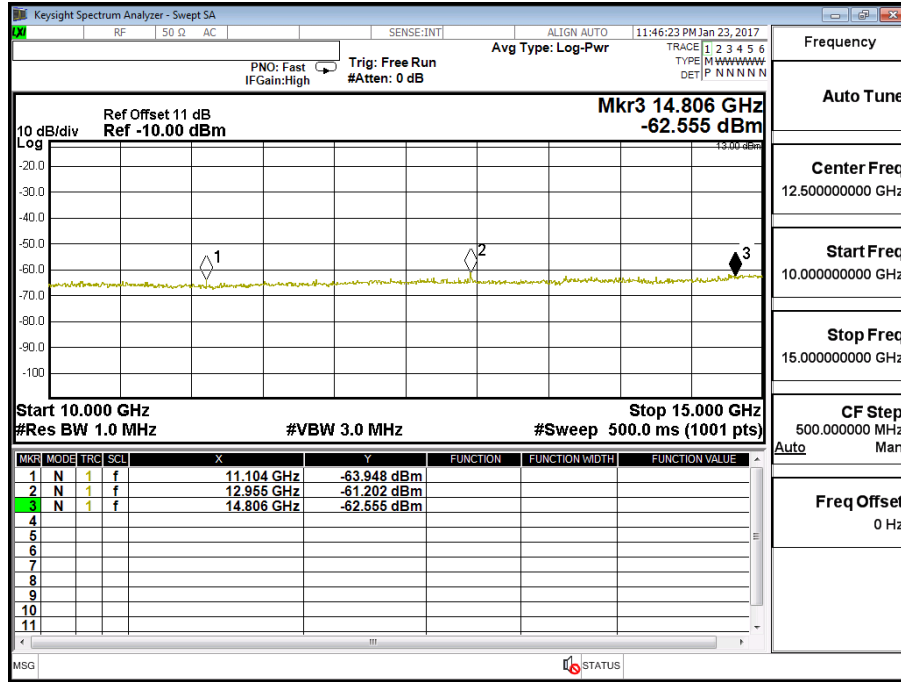 Keysight Spectrum Analyzer - Swept SA
LXI RF 50 Ω AC SENSE:INT ALIGN AUTO 11:46:23 PM Jan 23, 2017
PNO: Fast
IFGain:High
Trig: Free Run
#Atten: 0 dB
Avg Type: Log-Pwr
TRACE 1 2 3 4 5 6
TYPE M WWWWW
DET P N N N N N
Mkr3 14.806 GHz
-62.555 dBm
Ref Offset 11 dB
10 dB/div Ref -10.00 dBm
Log
13.00 dBm
-20.0
-30.0
-40.0
-50.0
-60.0
-70.0
-80.0
-90.0
-100
1
2
3
Start 10.000 GHz Stop 15.000 GHz
#Res BW 1.0 MHz #VBW 3.0 MHz #Sweep 500.0 ms (1001 pts)
MKR MODE TRC SCL X Y FUNCTION FUNCTION WIDTH FUNCTION VALUE
1 N 1 f 11.104 GHz -63.948 dBm
2 N 1 f 12.955 GHz -61.202 dBm
3 N 1 f 14.806 GHz -62.555 dBm
4
5
6
7
8
9
10
11
MSG STATUS
Frequency
Auto Tune
Center Freq
12.500000000 GHz
Start Freq
10.000000000 GHz
Stop Freq
15.000000000 GHz
CF Step
500.000000 MHz
Auto Man
Freq Offset
0 Hz